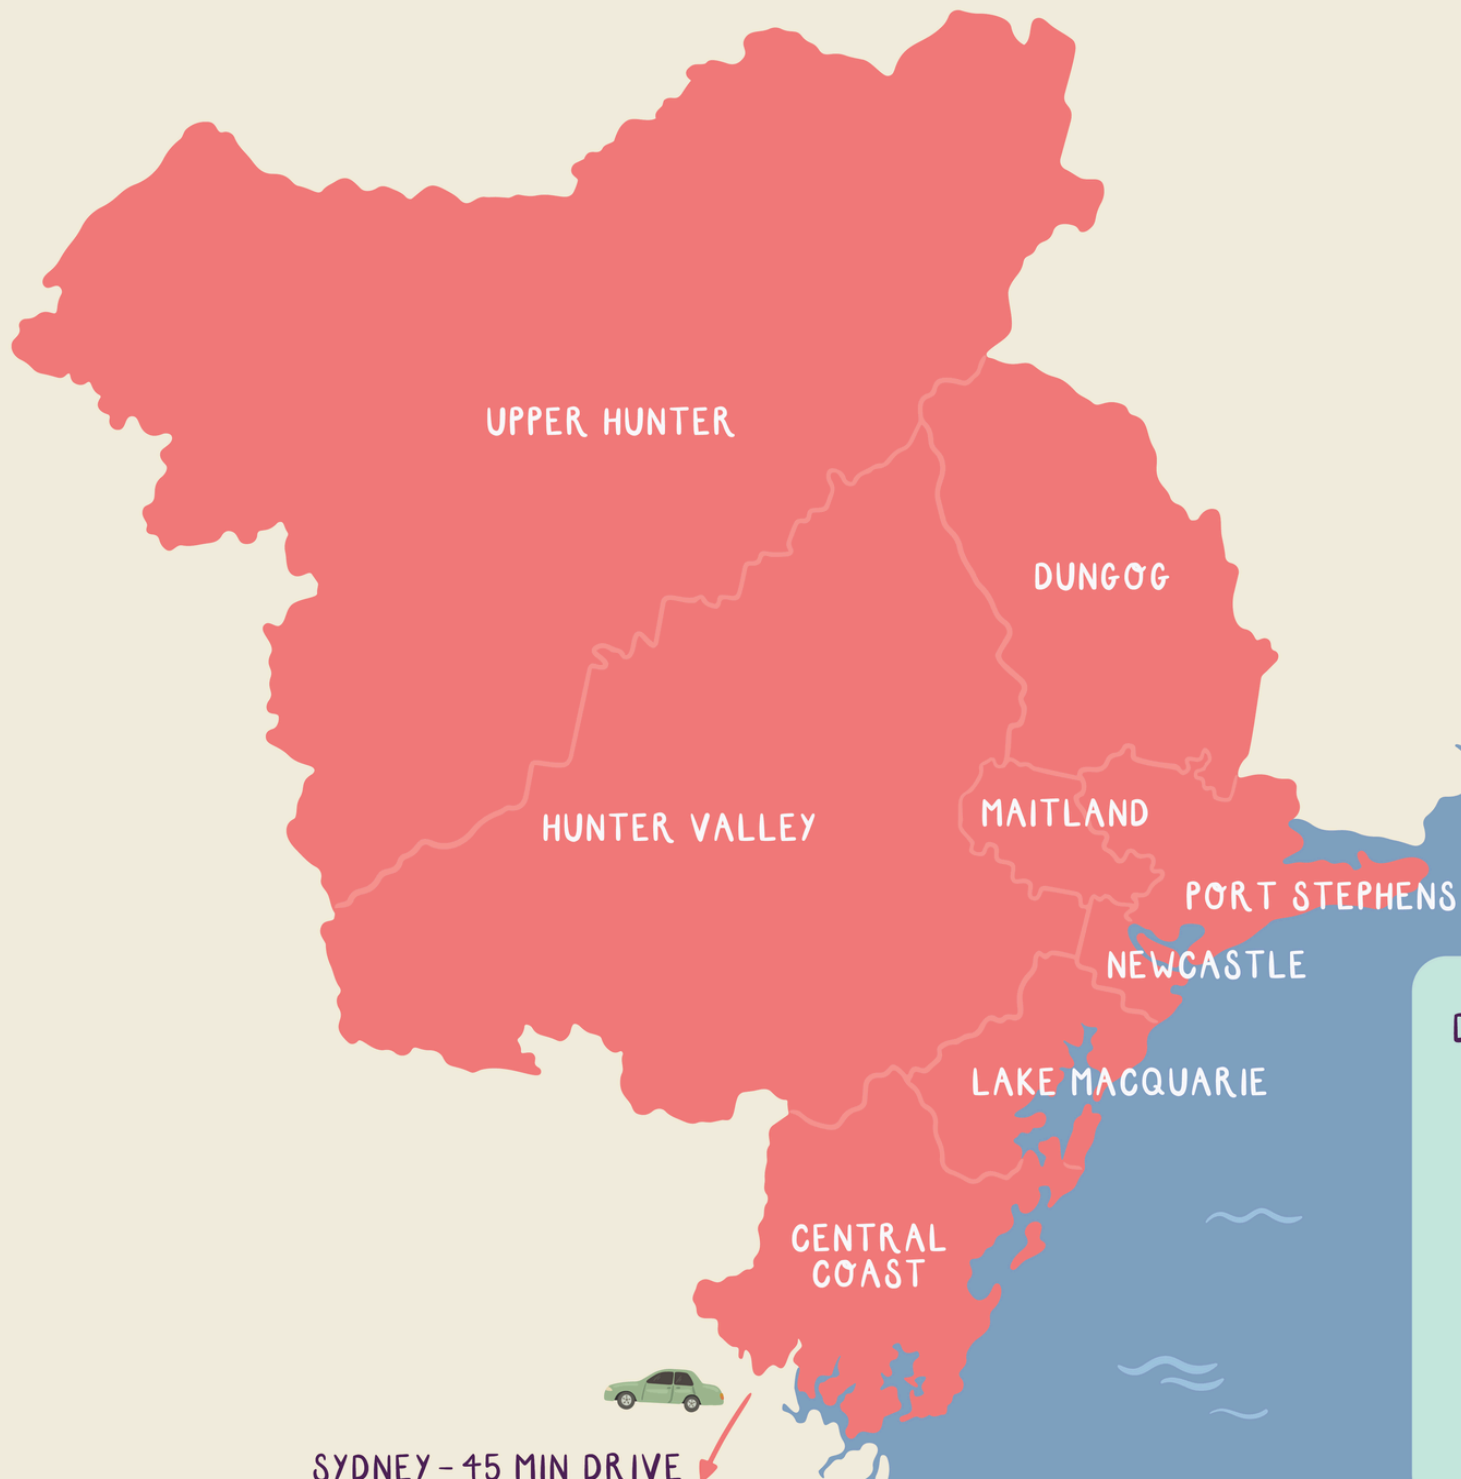 UPPER HUNTER
DUNGOG
HUNTER VALLEY
MAITLAND
PORT STEPHENS
NEWCASTLE
LAKE MACQUARIE
CENTRAL
COAST
SYDNEY – 45 MIN DRIVE